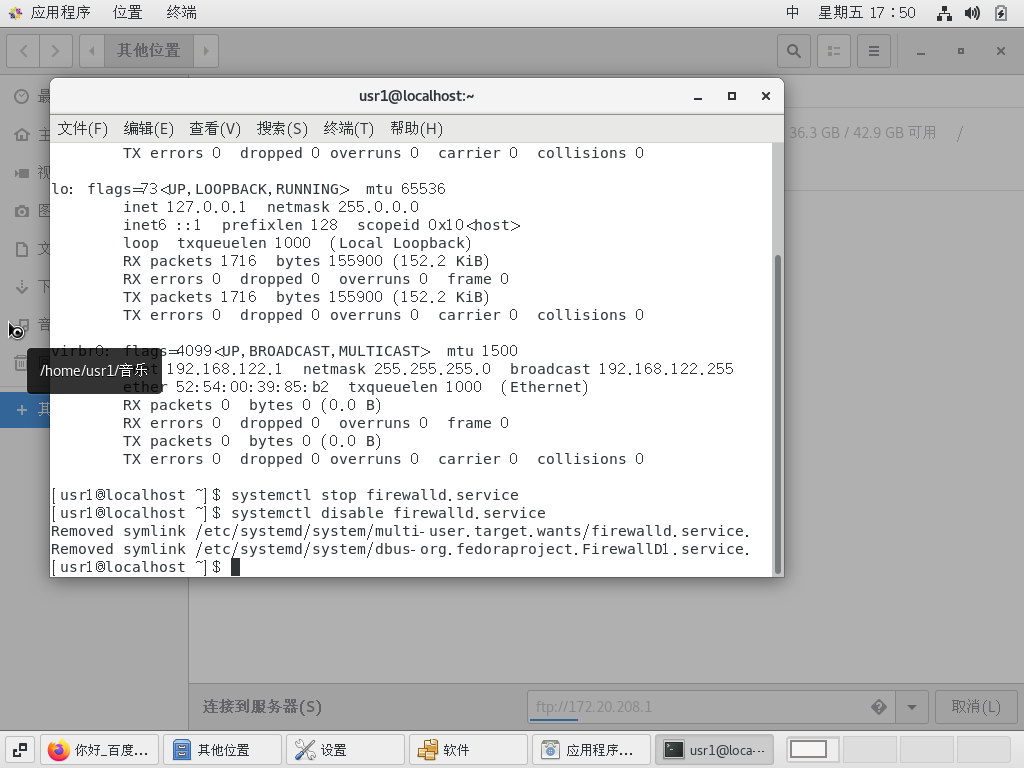 应用程序 位置 终端 中 星期五 17：50
其他位置
usr1@localhost:~
文件(F) 编辑(E) 查看(V) 搜索(S) 终端(T) 帮助(H)
36.3 GB / 42.9 GB 可用 /
TX errors 0 dropped 0 overruns 0 carrier 0 collisions 0
lo: flags=73<UP,LOOPBACK,RUNNING> mtu 65536
inet 127.0.0.1 netmask 255.0.0.0
inet6 ::1 prefixlen 128 scopeid 0x10<host>
loop txqueuelen 1000 (Local Loopback)
RX packets 1716 bytes 155900 (152.2 KiB)
RX errors 0 dropped 0 overruns 0 frame 0
TX packets 1716 bytes 155900 (152.2 KiB)
TX errors 0 dropped 0 overruns 0 carrier 0 collisions 0
virbr0: flags=4099<UP,BROADCAST,MULTICAST> mtu 1500
192.168.122.1 netmask 255.255.255.0 broadcast 192.168.122.255
/home/usr1/音乐
ether 52:54:00:39:85:b2 txqueuelen 1000 (Ethernet)
RX packets 0 bytes 0 (0.0 B)
RX errors 0 dropped 0 overruns 0 frame 0
TX packets 0 bytes 0 (0.0 B)
TX errors 0 dropped 0 overruns 0 carrier 0 collisions 0
[usr1@localhost ~]$ systemctl stop firewalld.service
[usr1@localhost ~]$ systemctl disable firewalld.service
Removed symlink /etc/systemd/system/multi-user.target.wants/firewalld.service.
Removed symlink /etc/systemd/system/dbus-org.fedoraproject.FirewallD1.service.
[usr1@localhost ~]$
连接到服务器(S) ftp://172.20.208.1 取消(L)
你好_百度... 其他位置 设置 软件 应用程序... usr1@loca...